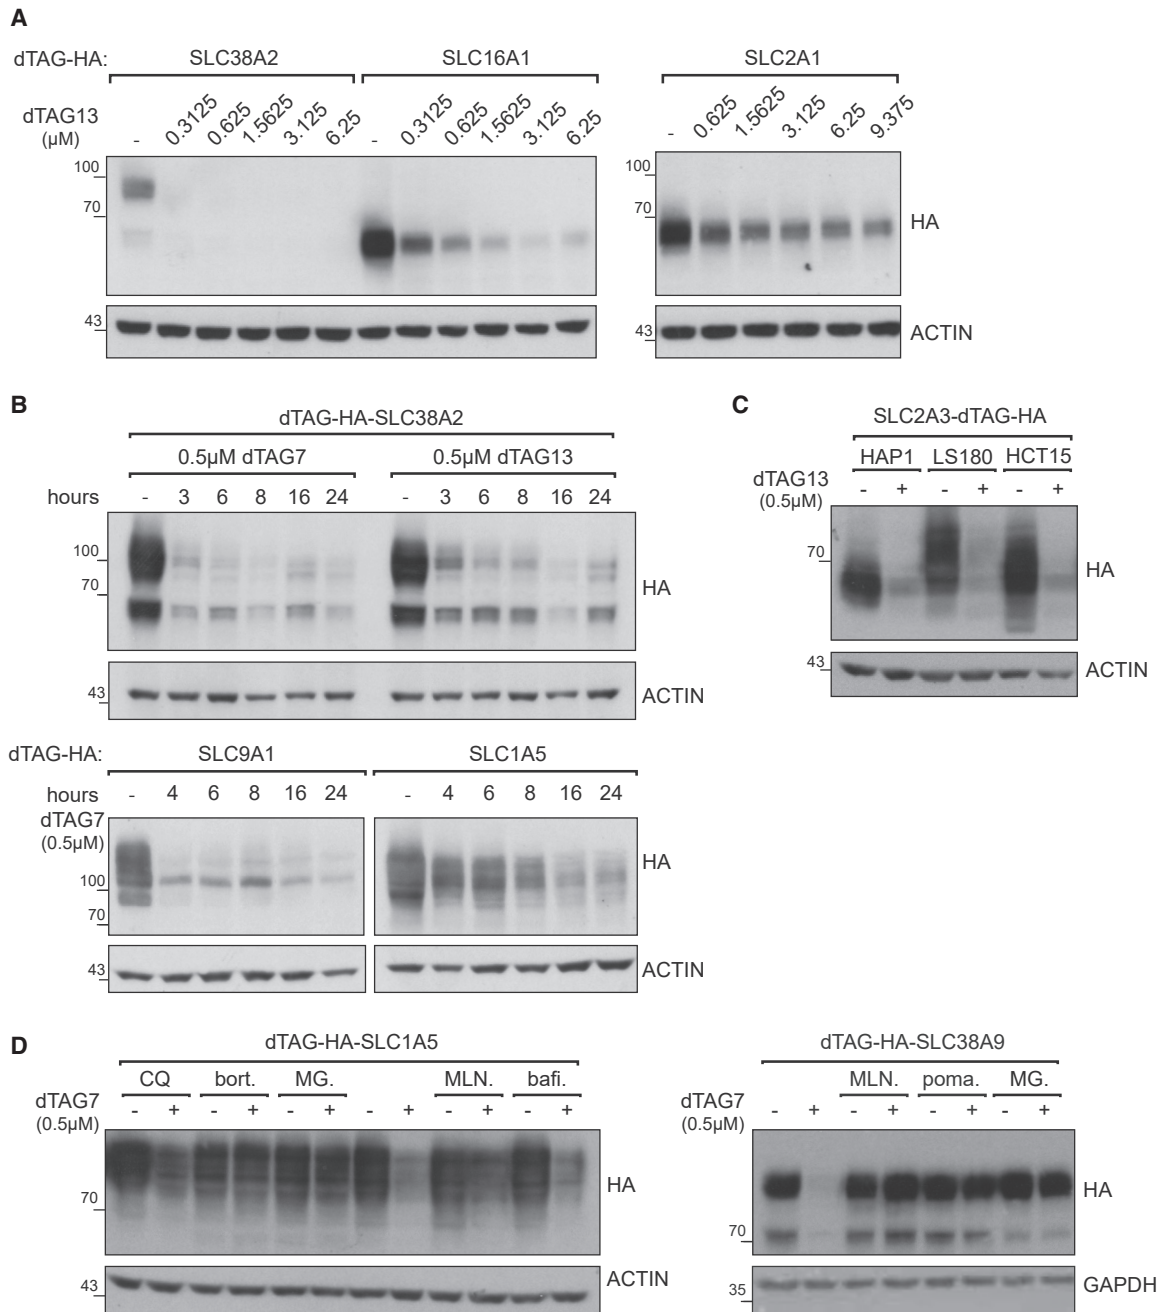 A
dTAG-HA: SLC38A2 SLC16A1 SLC2A1
dTAG13 (µM) - 0.3125 0.625 1.5625 3.125 6.25 - 0.3125 0.625 1.5625 3.125 6.25 - 0.625 1.5625 3.125 6.25 9.375
100 100
70 70 HA
43 43 ACTIN
B
dTAG-HA-SLC38A2
0.5µM dTAG7 0.5µM dTAG13
hours - 3 6 8 16 24 - 3 6 8 16 24
100
70 HA
43 ACTIN
C
SLC2A3-dTAG-HA
HAP1 LS180 HCT15
dTAG13 (0.5µM) - + - + - +
70 HA
43 ACTIN
dTAG-HA: SLC9A1 SLC1A5
hours - 4 6 8 16 24 - 4 6 8 16 24
dTAG7
(0.5µM)
HA
100
70
43 ACTIN
D
dTAG-HA-SLC1A5
CQ bort. MG. MLN. bafi.
dTAG7 (0.5µM) - + - + - + - + - + - +
70 HA
43 ACTIN
dTAG-HA-SLC38A9
MLN. poma. MG.
dTAG7 (0.5µM) - + - + - + - +
HA
70
35 GAPDH